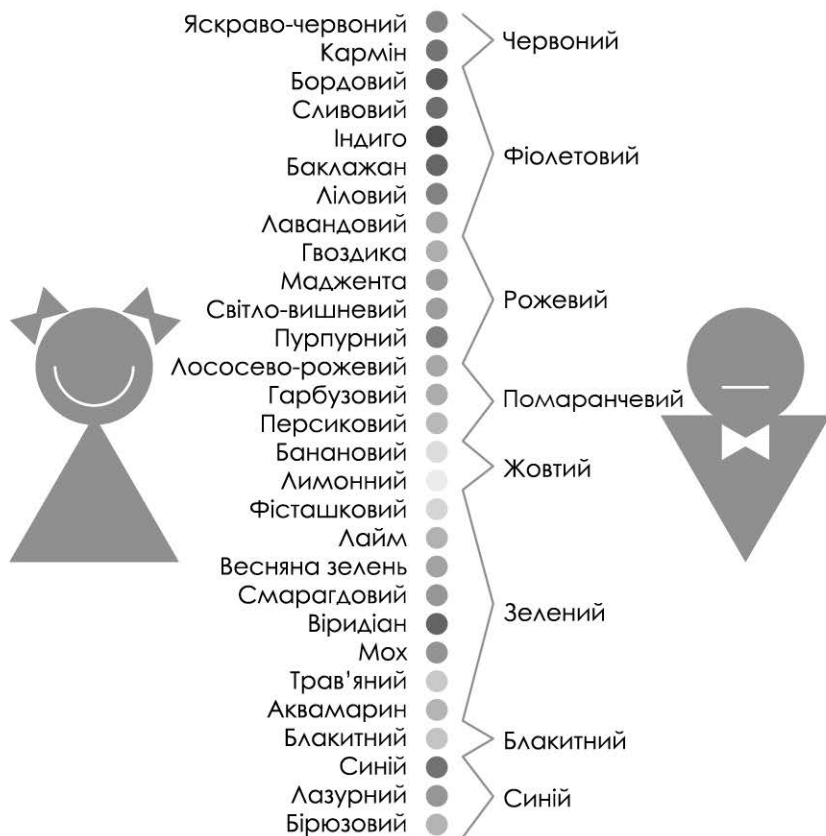 Яскраво-червоний
Кармін
Червоний
Бордовий
Сливовий
Індиго
Фіолетовий
Баклажан
Ліловий
Лавандовий
Гвоздика
Маджента
Рожевий
Світло-вишневий
Пурпурний
Лососево-рожевий
Гарбузовий
Помаранчевий
Персиковий
Банановий
Жовтий
Лимонний
Фісташковий
Лайм
Весняна зелень
Смарагдовий
Зелений
Віридіан
Мох
Трав’яний
Аквамарин
Блакитний
Блакитний
Синій
Лазурний
Синій
Бірюзовий